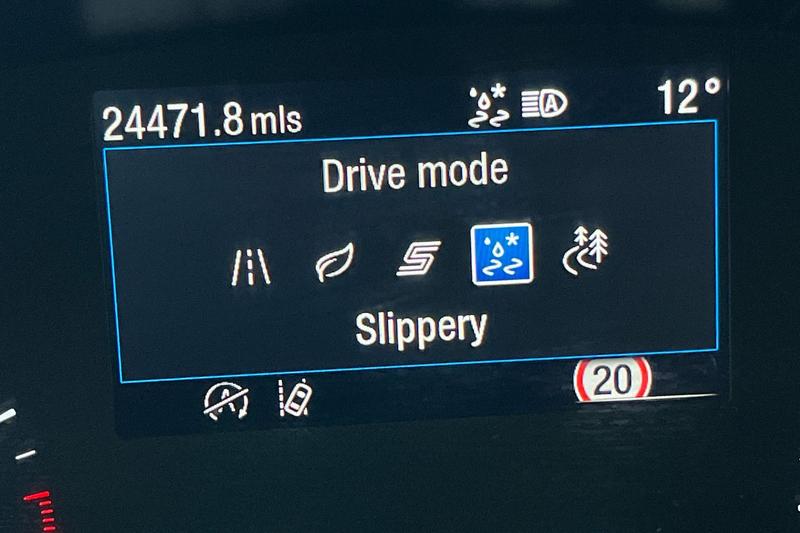 24471.8 mls A 12°
Drive mode
S
Slippery
A 20